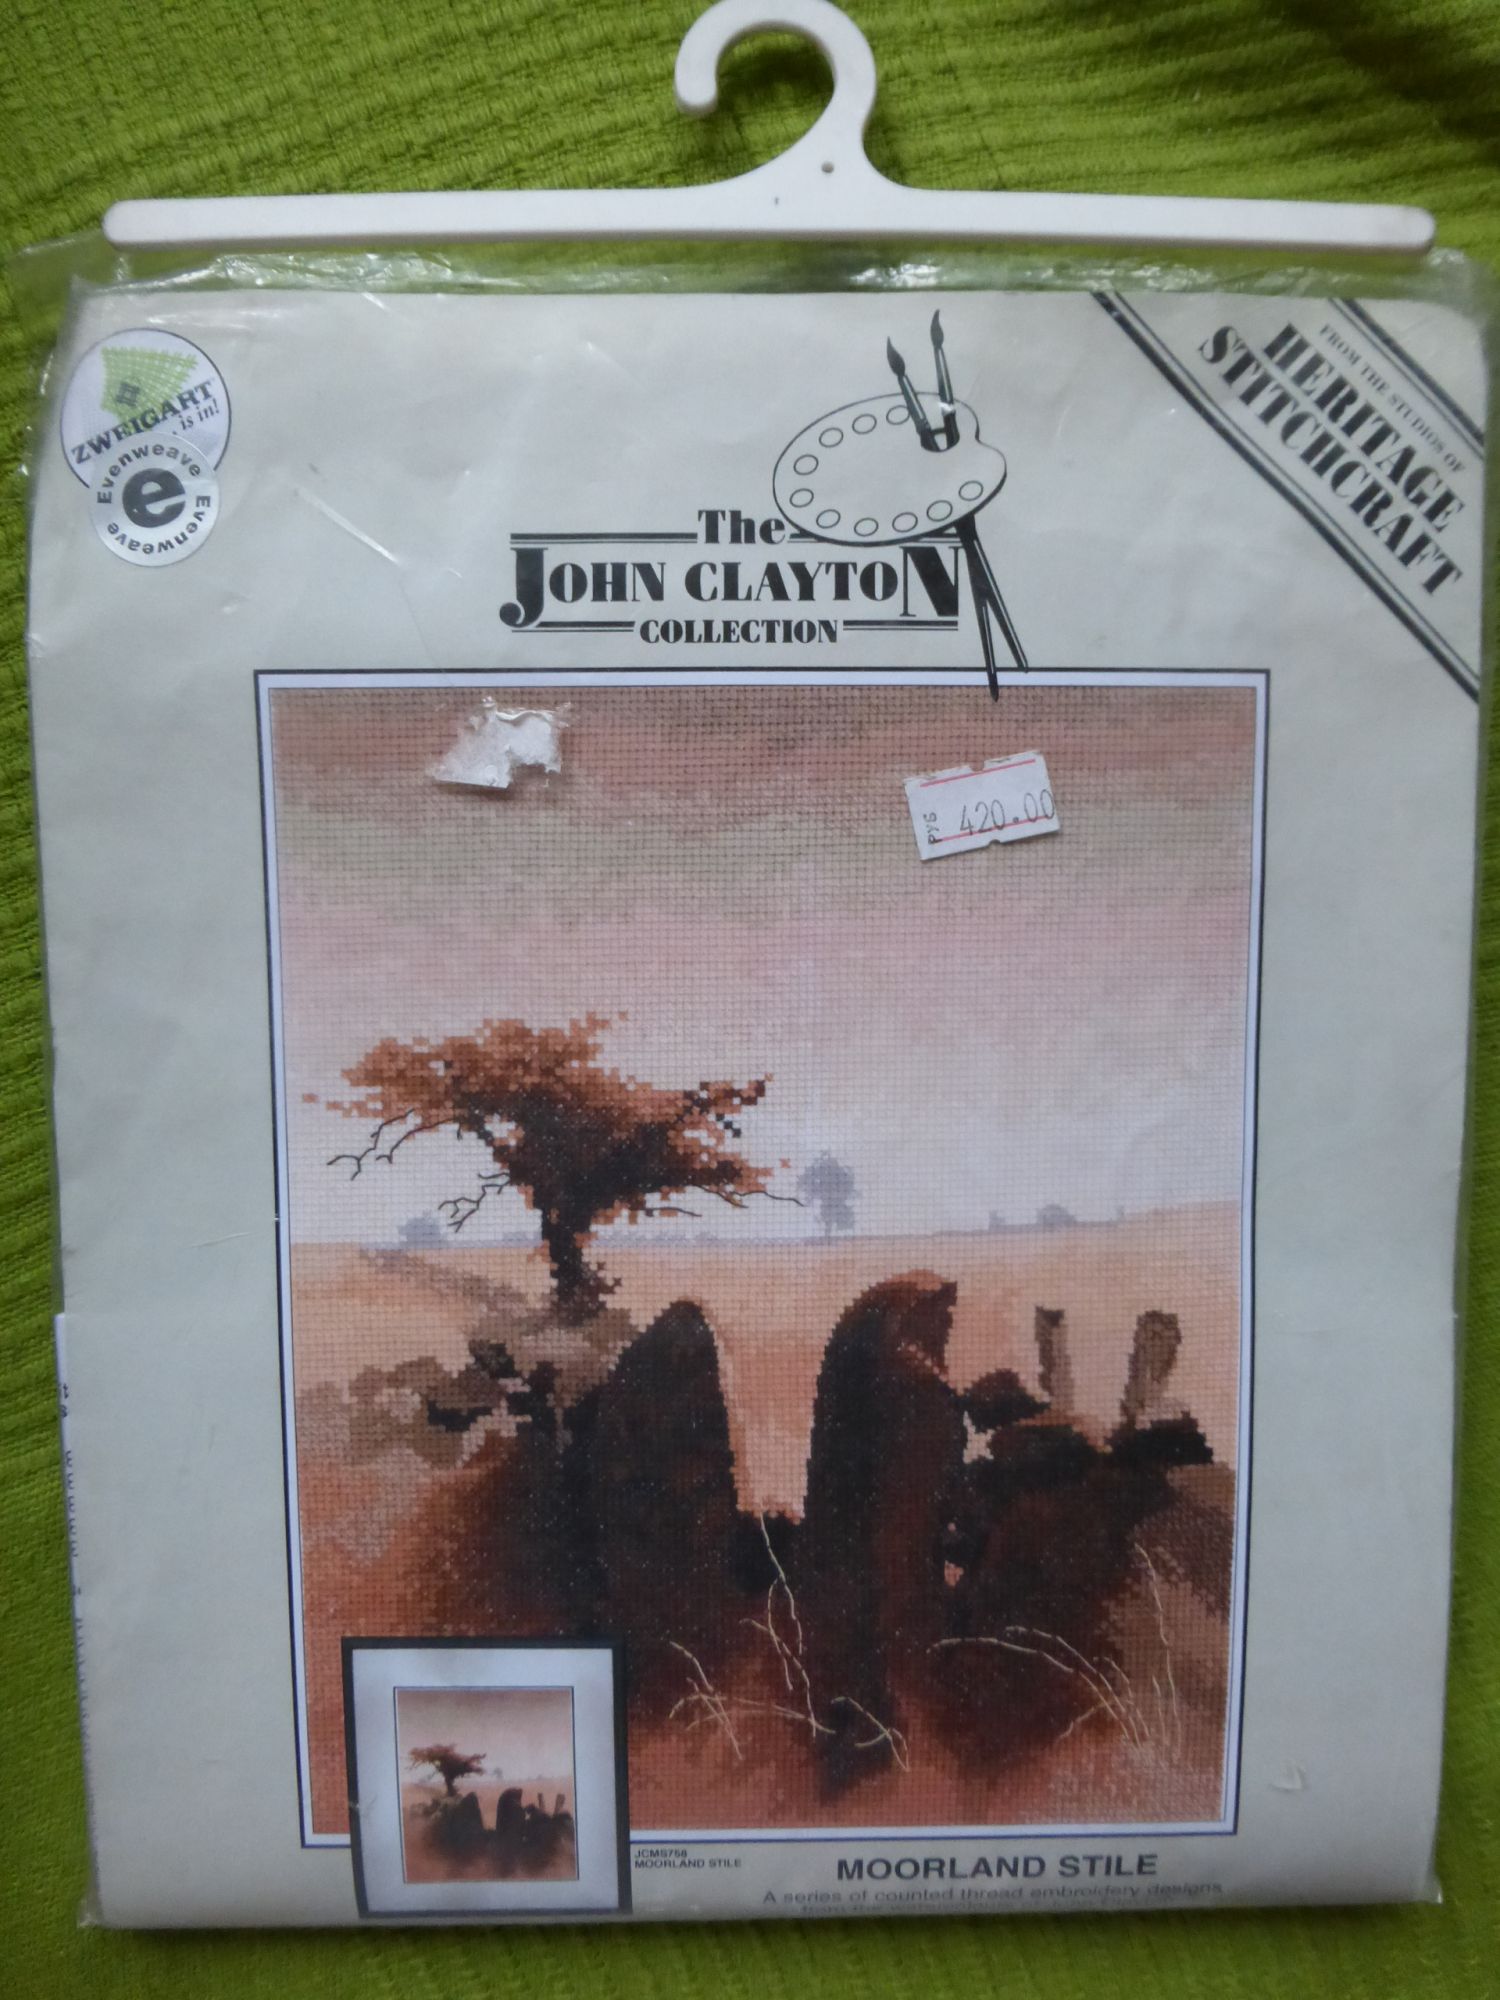 ZWEIGART
is in!
Evenweave
e
Evenweave
FROM THE STUDIOS OF
HERITAGE
STITCHCRAFT
The
JOHN CLAYTON
COLLECTION
420.00
JCMS758
MOORLAND STILE
MOORLAND STILE
A series of counted thread embroidery designs